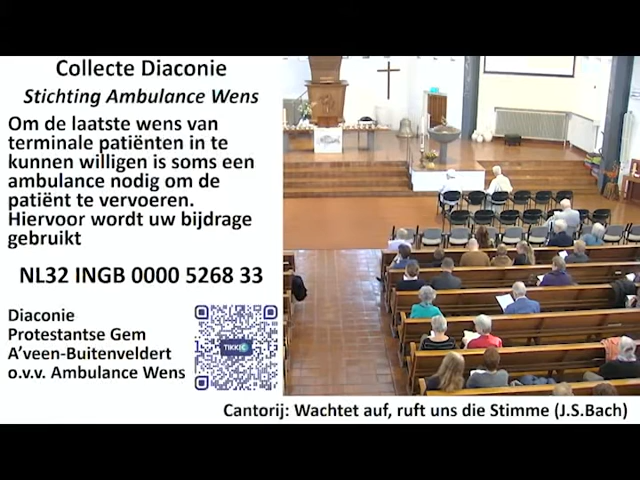 Collecte Diaconie
Stichting Ambulance Wens
Om de laatste wens van
terminale patiënten in te
kunnen willigen is soms een
ambulance nodig om de
patiënt te vervoeren.
Hiervoor wordt uw bijdrage
gebruikt
NL32 INGB 0000 5268 33
Diaconie
Protestantse Gem
A’veen-Buitenveldert
o.v.v. Ambulance Wens
TIKKIE
Cantorij: Wachtet auf, ruft uns die Stimme (J.S.Bach)